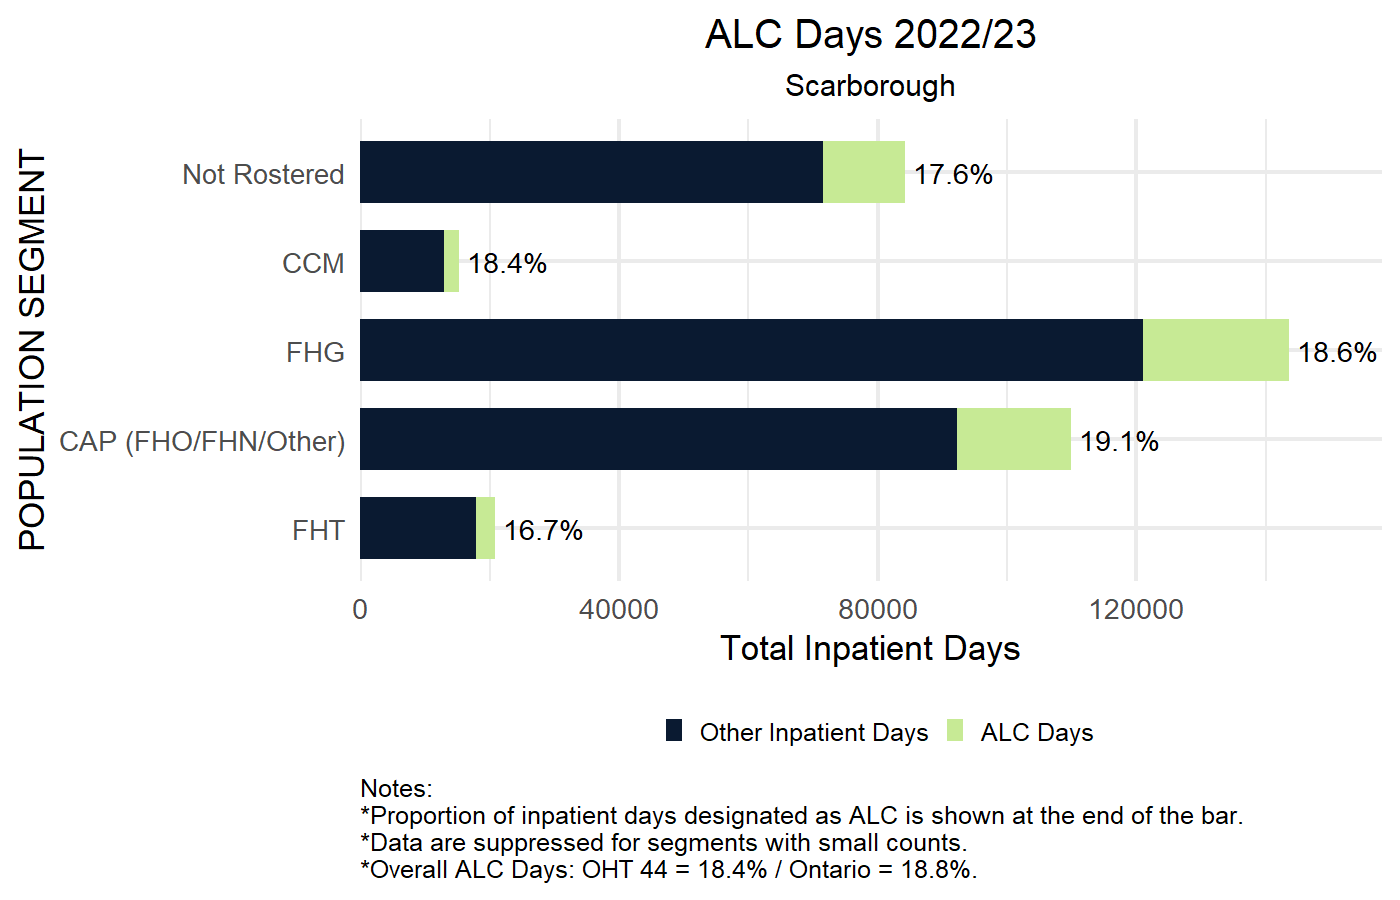 ALC Days 2022/23
Scarborough
POPULATION SEGMENT
Not Rostered
17.6%
CCM
18.4%
FHG
18.6%
CAP (FHO/FHN/Other)
19.1%
FHT
16.7%
0 40000 80000 120000
Total Inpatient Days
Other Inpatient Days ALC Days
Notes:
*Proportion of inpatient days designated as ALC is shown at the end of the bar.
*Data are suppressed for segments with small counts.
*Overall ALC Days: OHT 44 = 18.4% / Ontario = 18.8%.